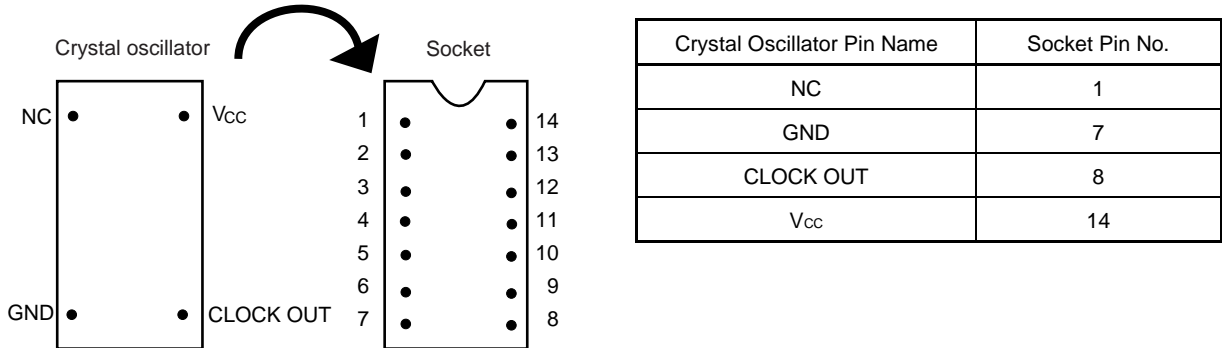 Crystal oscillator
NC
Vcc
GND
CLOCK OUT
Socket
1 14
2 13
3 12
4 11
5 10
6 9
7 8
Crystal Oscillator Pin Name Socket Pin No.
NC 1
GND 7
CLOCK OUT 8
Vcc 14